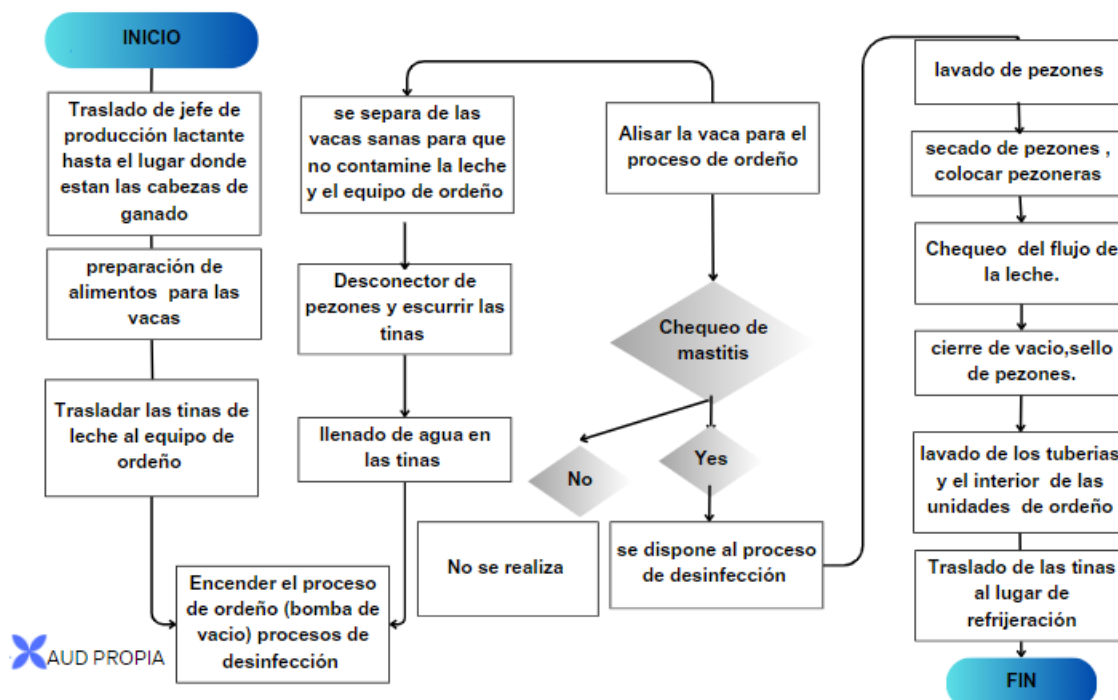 INICIO
Traslado de jefe de
producción lactante
hasta el lugar donde
estan las cabezas de
ganado
preparación de
alimentos para las
vacas
Trasladar las tinas de
leche al equipo de
ordeño
Encender el proceso
de ordeño (bomba de
vacio) procesos de
desinfección
se separa de las
vacas sanas para que
no contamine la leche
y el equipo de ordeño
Desconector de
pezones y escurrir las
tinas
llenado de agua en
las tinas
Alisar la vaca para el
proceso de ordeño
Chequeo de
mastitis
No
Yes
No se realiza
se dispone al proceso
de desinfección
lavado de pezones
secado de pezones ,
colocar pezoneras
Chequeo del flujo de
la leche.
cierre de vacio,sello
de pezones.
lavado de los tuberias
y el interior de las
unidades de ordeño
Traslado de las tinas
al lugar de
refrijeración
FIN
AUD PROPIA